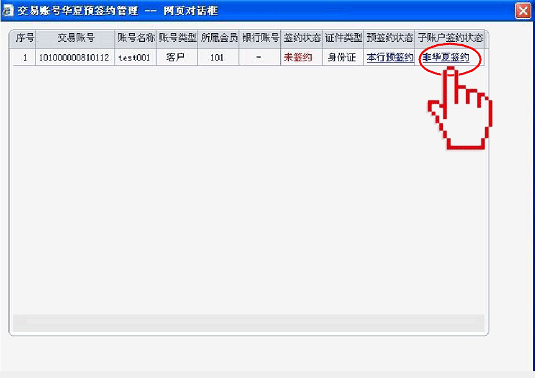 交易账号华夏预签约管理 -- 网页对话框
序号 交易账号 账号名称 账号类型 所属会员 银行账号 签约状态 证件类型 预签约状态 子账户签约状态
1 101000000810112 test001 客户 101 - 未签约 身份证 本行预签约 非华夏签约